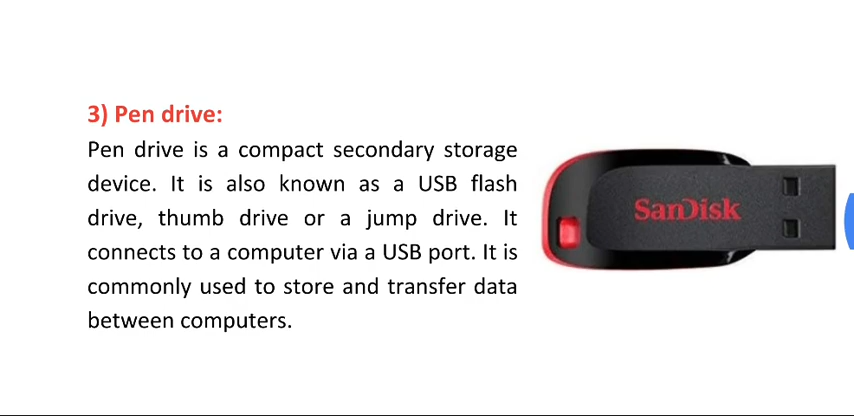 3) Pen drive:
Pen drive is a compact secondary storage
device. It is also known as a USB flash
drive, thumb drive or a jump drive. It
connects to a computer via a USB port. It is
commonly used to store and transfer data
between computers.
SanDisk